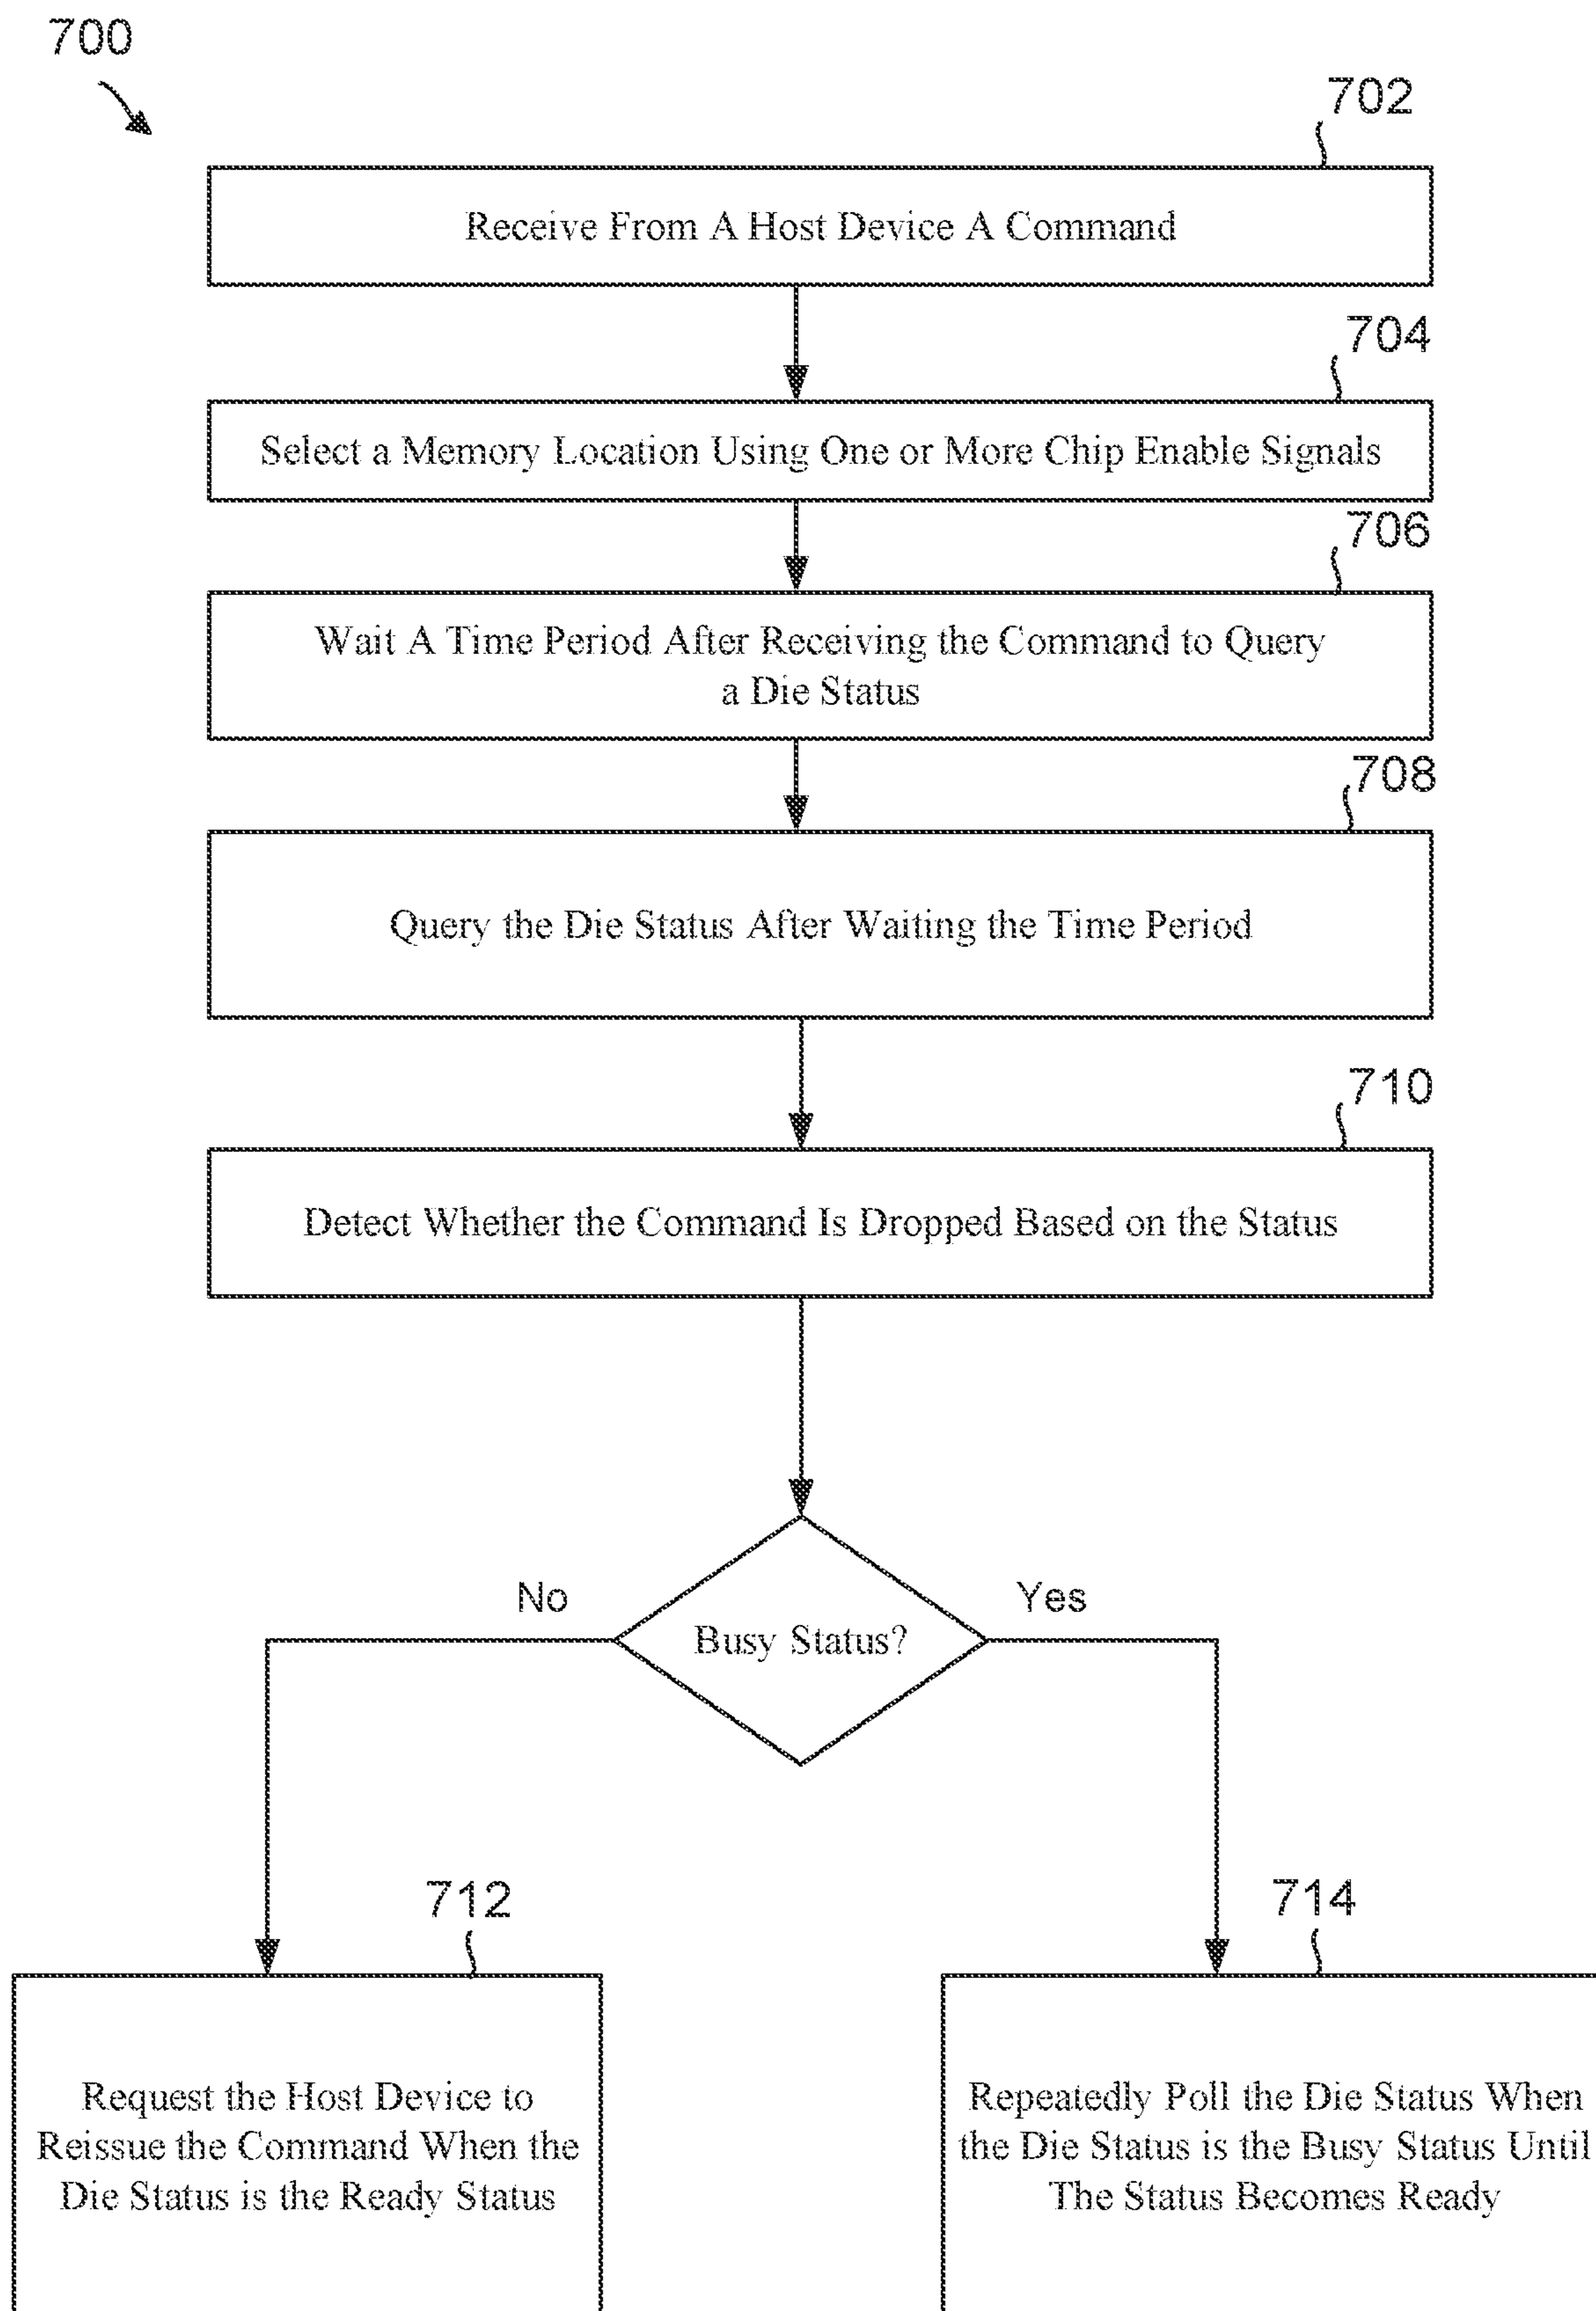 700
702
Receive From A Host Device A Command
704
Select a Memory Location Using One or More Chip Enable Signals
706
Wait A Time Period After Receiving the Command to Query
a Die Status
708
Query the Die Status After Waiting the Time Period
710
Detect Whether the Command Is Dropped Based on the Status
No
Yes
Busy Status?
712
714
Request the Host Device to
Reissue the Command When the
Die Status is the Ready Status
Repeatedly Poll the Die Status When
the Die Status is the Busy Status Until
The Status Becomes Ready